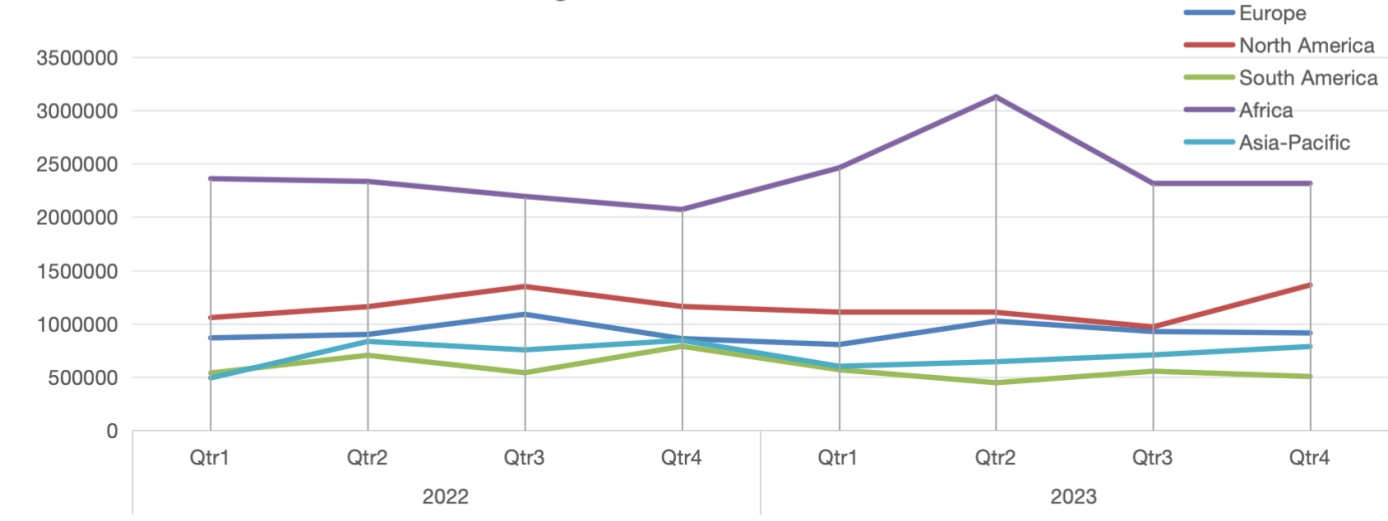 Europe
North America
South America
Africa
Asia-Pacific
3500000
3000000
2500000
2000000
1500000
1000000
500000
0
Qtr1 Qtr2 Qtr3 Qtr4 Qtr1 Qtr2 Qtr3 Qtr4
2022 2023